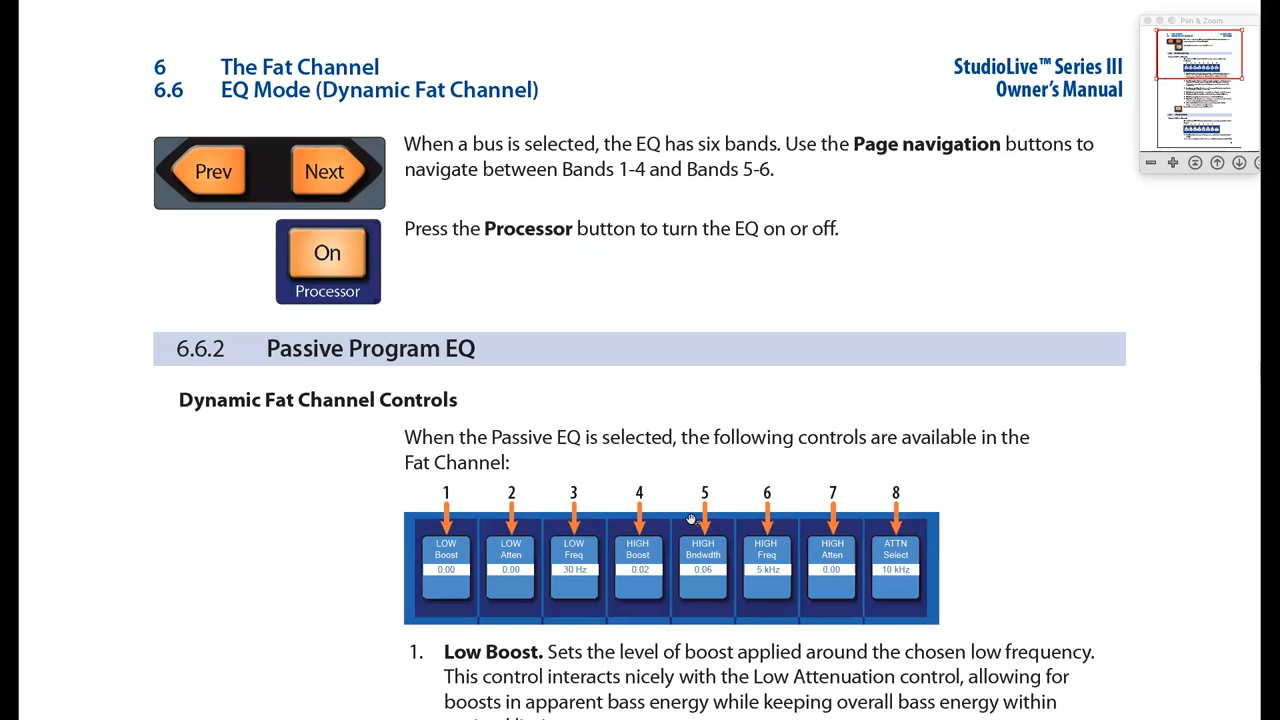 Pan & Zoom
6 The Fat Channel
6.6 EQ Mode (Dynamic Fat Channel)
StudioLive™ Series III
Owner's Manual
Prev Next
When a bus is selected, the EQ has six bands. Use the Page navigation buttons to
navigate between Bands 1-4 and Bands 5-6.
On
Processor
Press the Processor button to turn the EQ on or off.
6.6.2 Passive Program EQ
Dynamic Fat Channel Controls
When the Passive EQ is selected, the following controls are available in the
Fat Channel:
1 2 3 4 5 6 7 8
LOW LOW LOW HIGH HIGH HIGH HIGH ATTN
Boost Atten Freq Boost Bndwdth Freq Atten Select
0.00 0.00 30 Hz 0.02 0.06 5 kHz 0.00 10 kHz
1. Low Boost. Sets the level of boost applied around the chosen low frequency.
This control interacts nicely with the Low Attenuation control, allowing for
boosts in apparent bass energy while keeping overall bass energy within